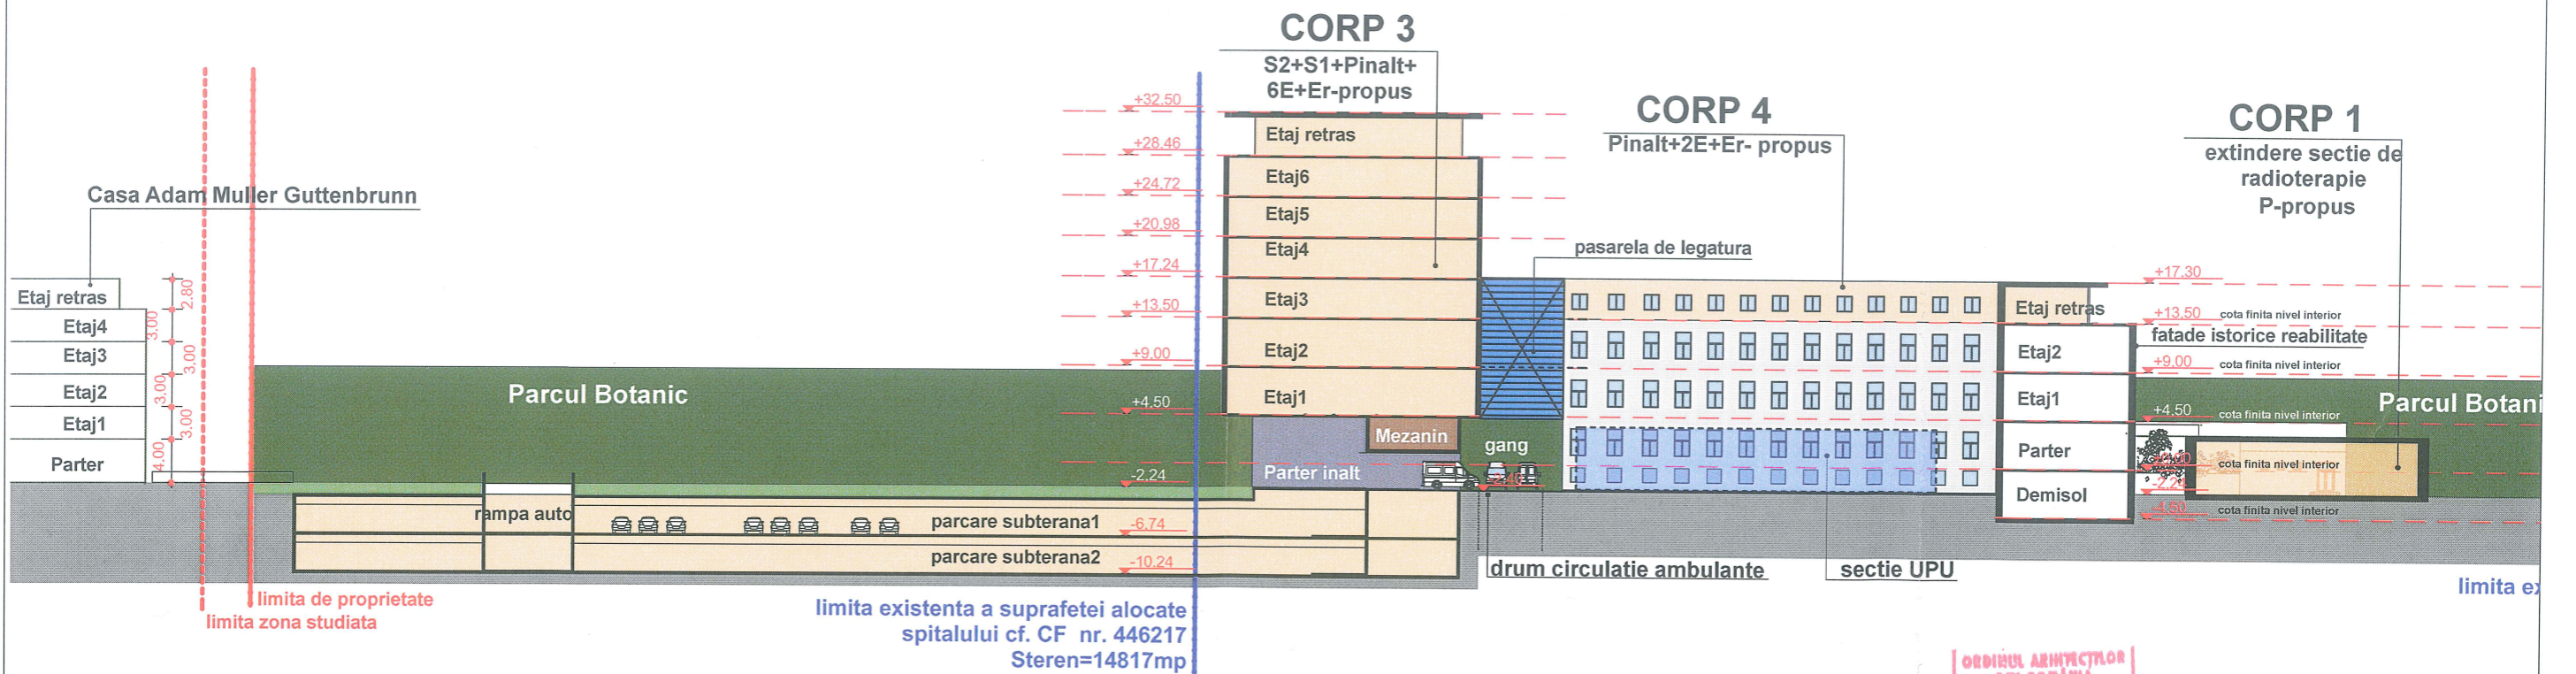 CORP 3
S2+S1+Pinalt+
6E+Er-propus
CORP 4
Pinalt+2E+Er- propus
CORP 1
extindere sectie de
radioterapie
P-propus
Casa Adam Muller Guttenbrunn
Etaj retras
Etaj4
Etaj3
Etaj2
Etaj1
Parter
2.80
3.00
3.00
3.00
3.00
4.00
limita de proprietate
limita zona studiata
Parcul Botanic
rampa auto
parcare subterana1
parcare subterana2
+32.50
+28.46
+24.72
+20.98
+17.24
+13.50
+9.00
+4.50
-2.24
-6.74
-10.24
limita existenta a suprafetei alocate
spitalului cf. CF nr. 446217
Steren=14817mp
Etaj retras
Etaj6
Etaj5
Etaj4
Etaj3
Etaj2
Etaj1
Mezanin
Parter inalt
gang
pasarela de legatura
drum circulatie ambulante
sectie UPU
Etaj retras
Etaj2
Etaj1
Parter
Demisol
+17.30
+13.50 cota finita nivel interior
fatade istorice reabilitate
+9.00 cota finita nivel interior
+4.50 cota finita nivel interior
Parcul Botani
cota finita nivel interior
-2.24
-4.50 cota finita nivel interior
limita ex
ORDINUL ARHITECTILOR